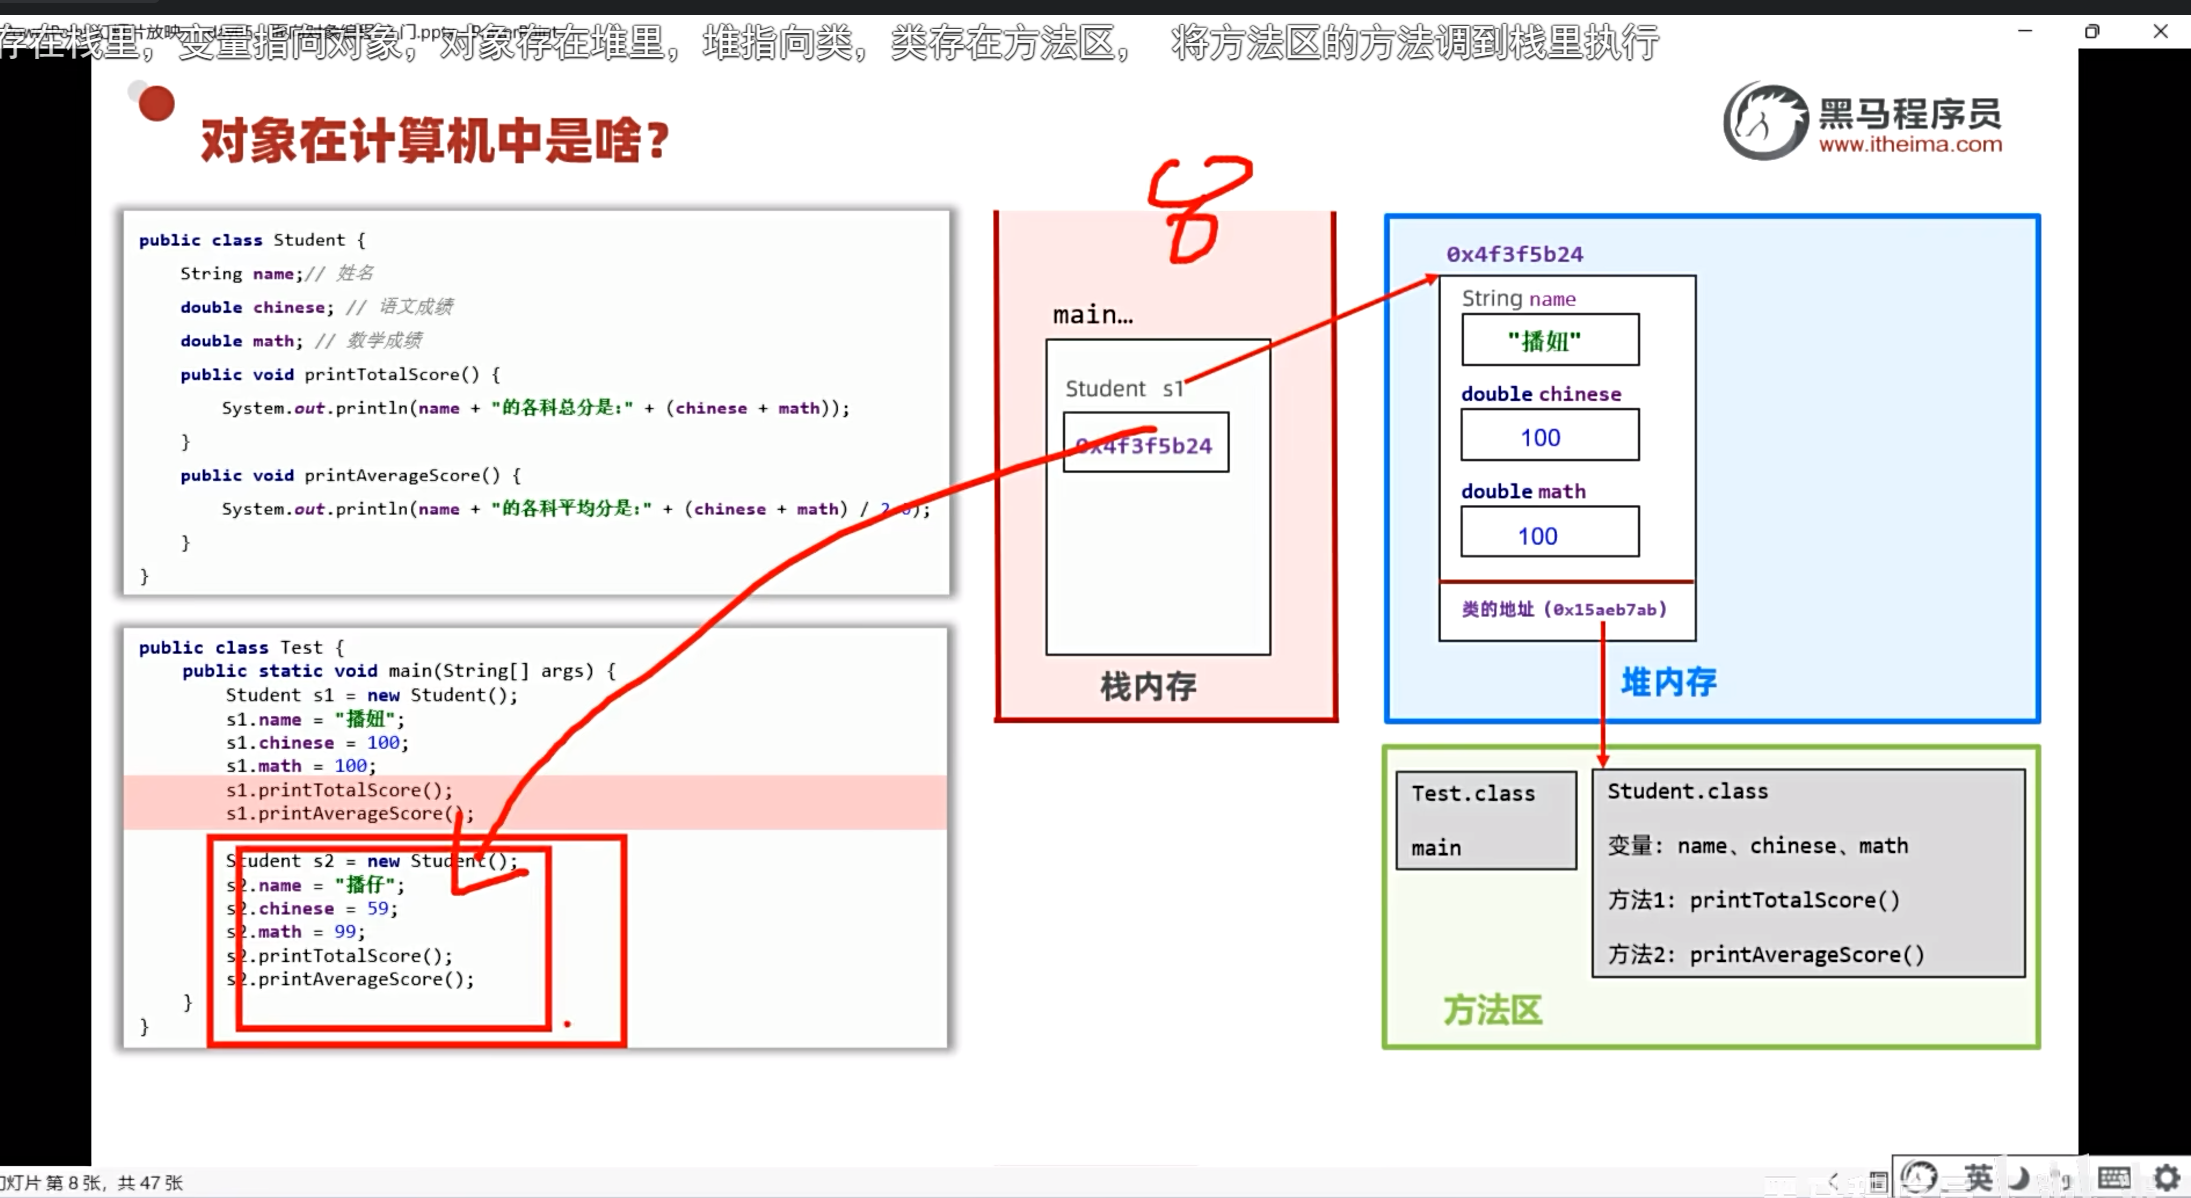 存在栈里，变量指向对象，对象存在堆里，堆指向类，类存在方法区， 将方法区的方法调到栈里执行
对象在计算机中是啥？
黑马程序员
www.itheima.com
public class Student {
String name;// 姓名
double chinese; // 语文成绩
double math; // 数学成绩
public void printTotalScore() {
System.out.println(name + "的各科总分是:" + (chinese + math));
}
public void printAverageScore() {
System.out.println(name + "的各科平均分是:" + (chinese + math) / 2.0);
}
}
public class Test {
public static void main(String[] args) {
Student s1 = new Student();
s1.name = "播妞";
s1.chinese = 100;
s1.math = 100;
s1.printTotalScore();
s1.printAverageScore();
Student s2 = new Student();
s2.name = "播仔";
s2.chinese = 59;
s2.math = 99;
s2.printTotalScore();
s2.printAverageScore();
}
}
main…
Student s1
0x4f3f5b24
栈内存
0x4f3f5b24
String name
"播妞"
double chinese
100
double math
100
类的地址（0x15aeb7ab）
堆内存
Test.class
main
Student.class
变量：name、chinese、math
方法1：printTotalScore()
方法2：printAverageScore()
方法区
灯片 第 8 张，共 47 张
英